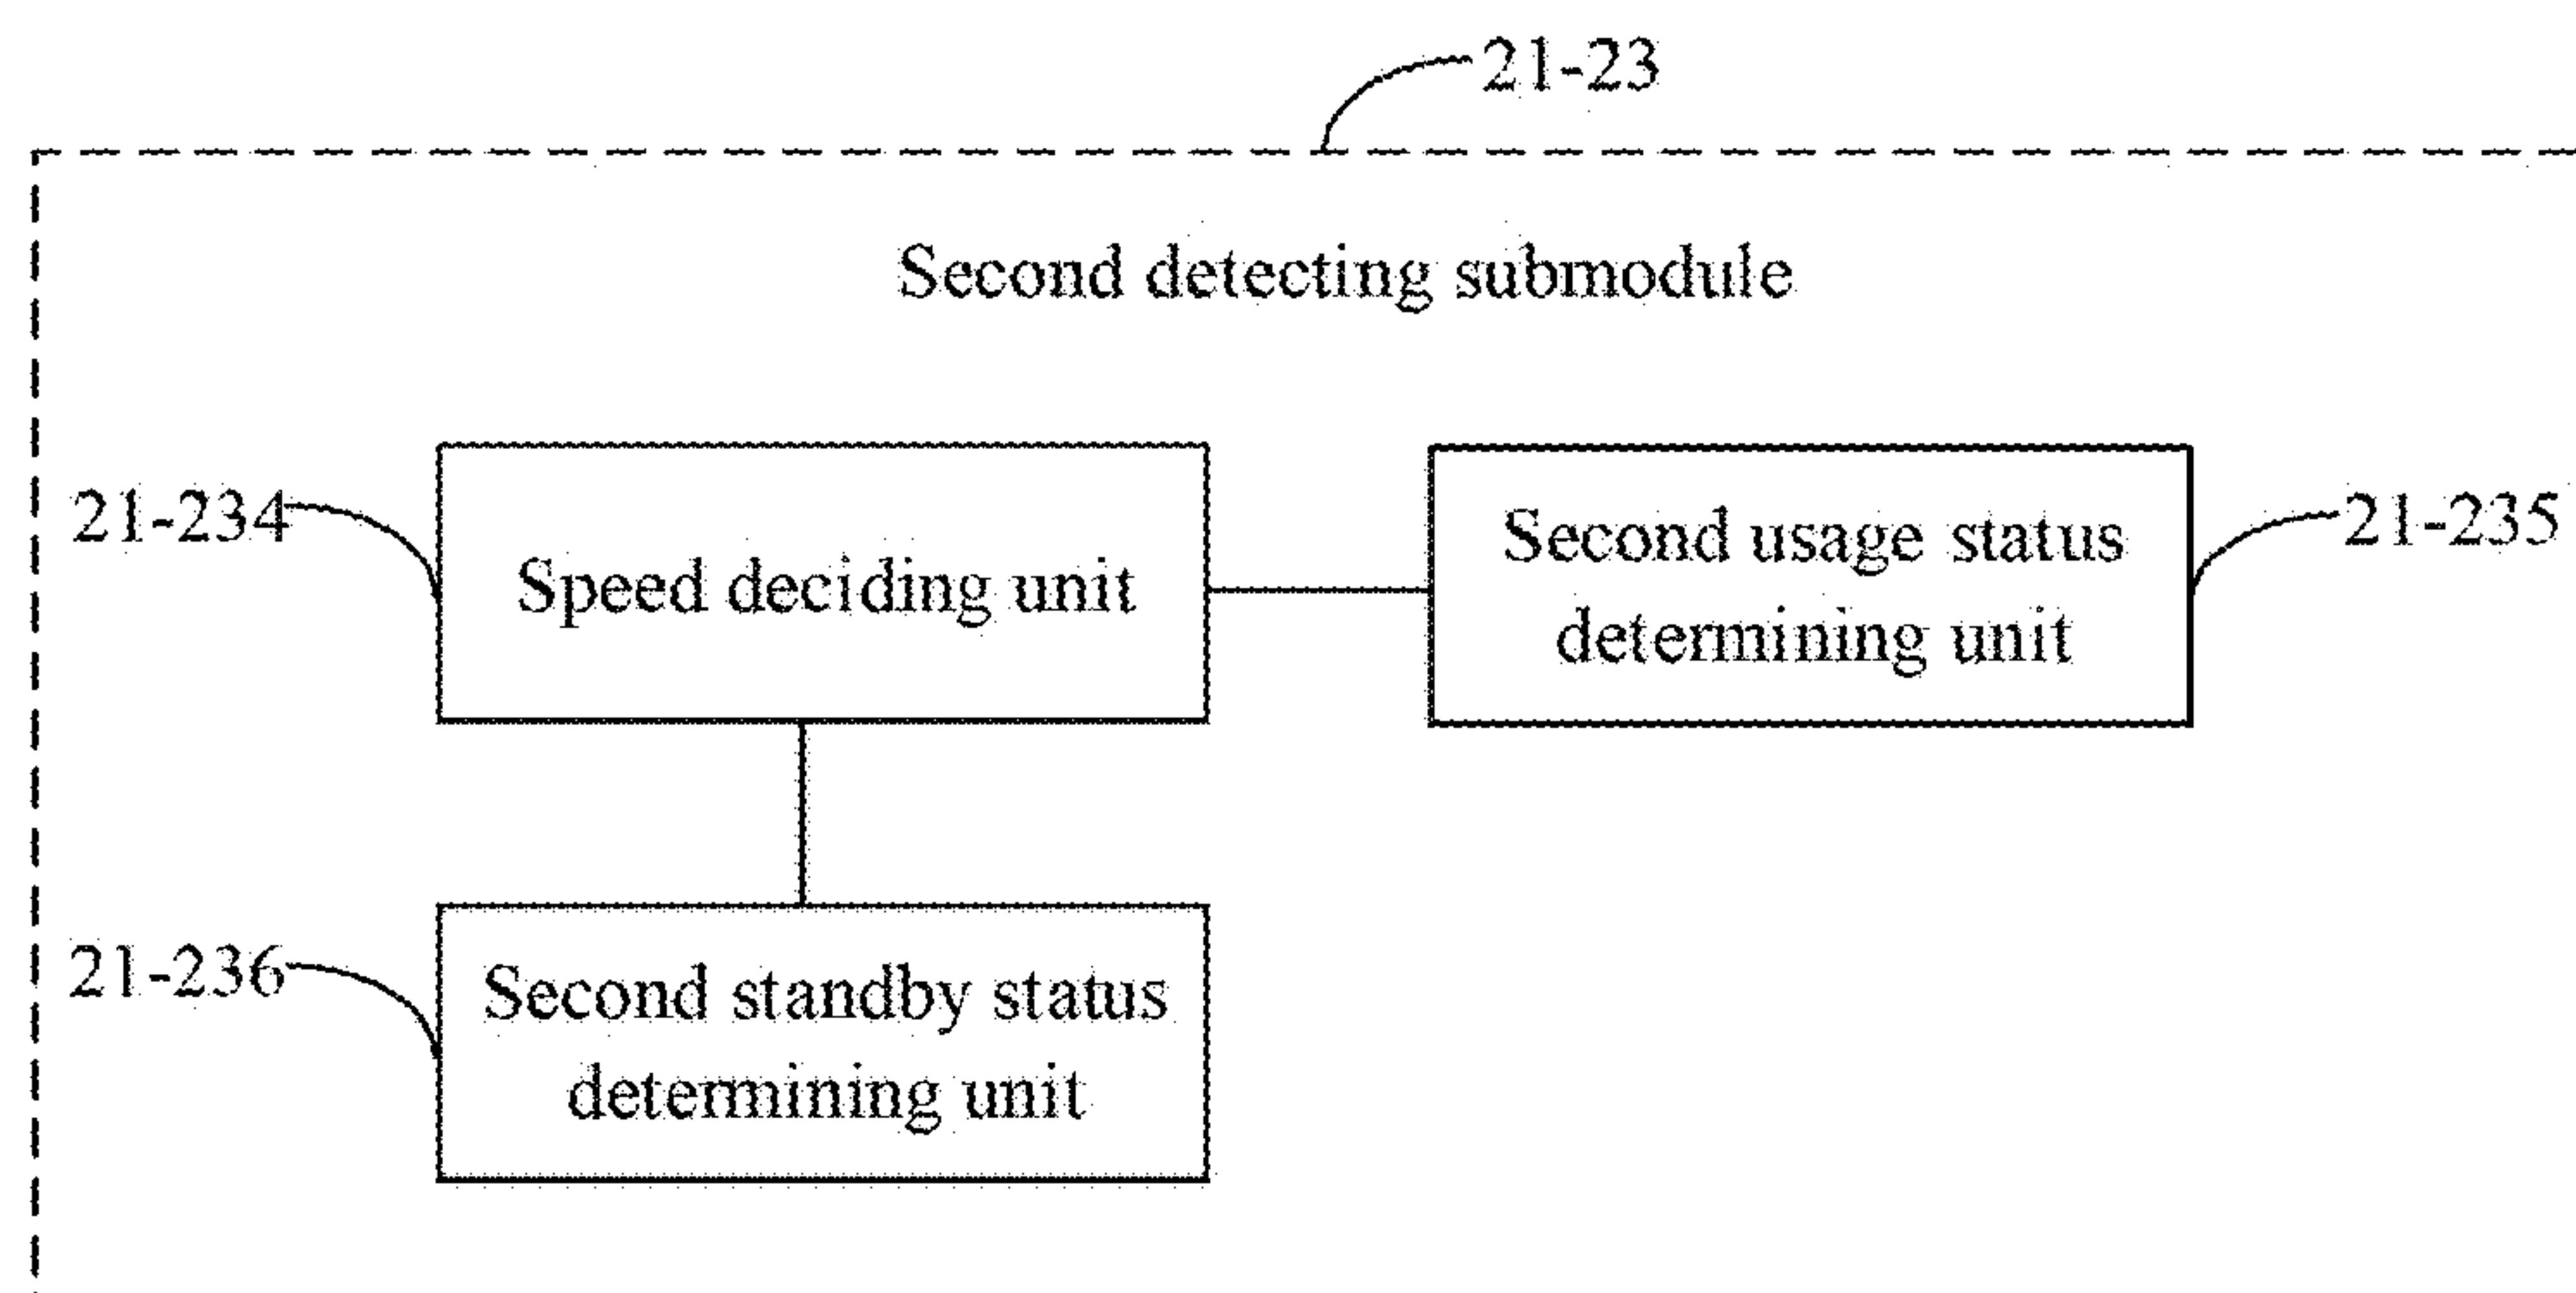 21-23
Second detecting submodule
21-234
Speed deciding unit
Second usage status
determining unit
21-235
21-236
Second standby status
determining unit